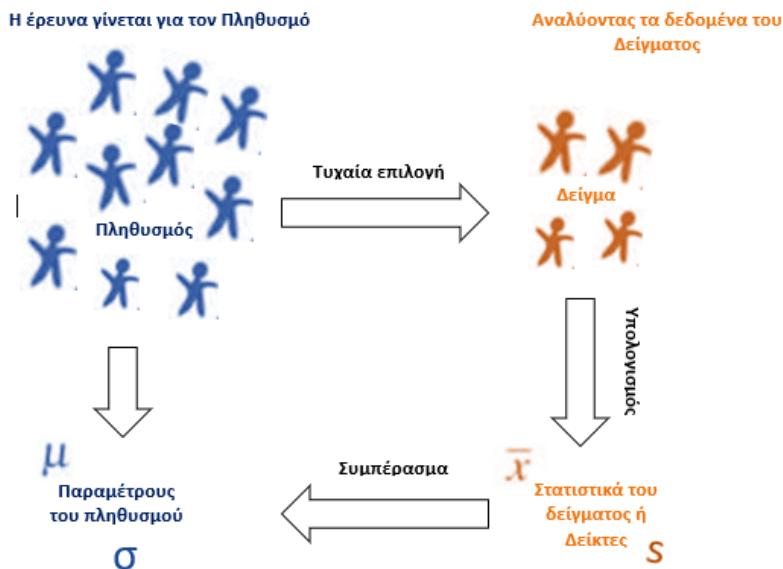 Η έρευνα γίνεται για τον Πληθυσμό
Αναλύοντας τα δεδομένα του
Δείγματος
Τυχαία επιλογή
Δείγμα
Πληθυσμός
Υπολογισμός
μ
Συμπέρασμα
x̅
Παραμέτρους
του πληθυσμού
σ
Στατιστικά του
δείγματος ή
Δείκτες
s